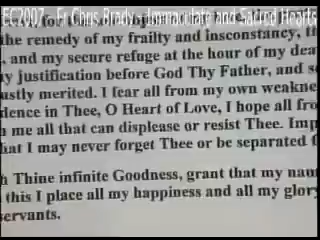 EC2007 - Fr Chris Brady - Immaculate and Sacred Hearts
the remedy of my frailty and insconstancy, th
, and my secure refuge at the hour of my dea
y justification before God Thy Father, and s
ustly merited. I fear all from my own weakne
dence in Thee, O Heart of Love, I hope all fro
n me all that can displease or resist Thee. Imp
hat I may never forget Thee or be separated f
h Thine infinite Goodness, grant that my nam
n this I place all my happiness and all my glory
servants.